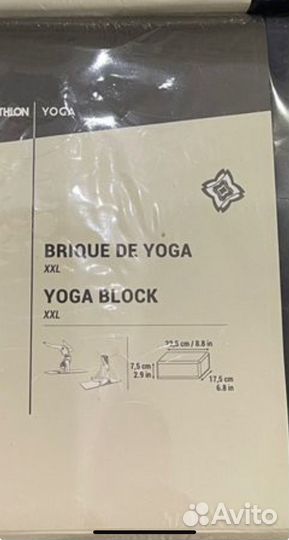 THLON | YOGA
BRIQUE DE YOGA
XXL
YOGA BLOCK
XXL
22,5 cm / 8.8 in
7,5 cm
2.9 in
17,5 cm
6.8 in
Avito